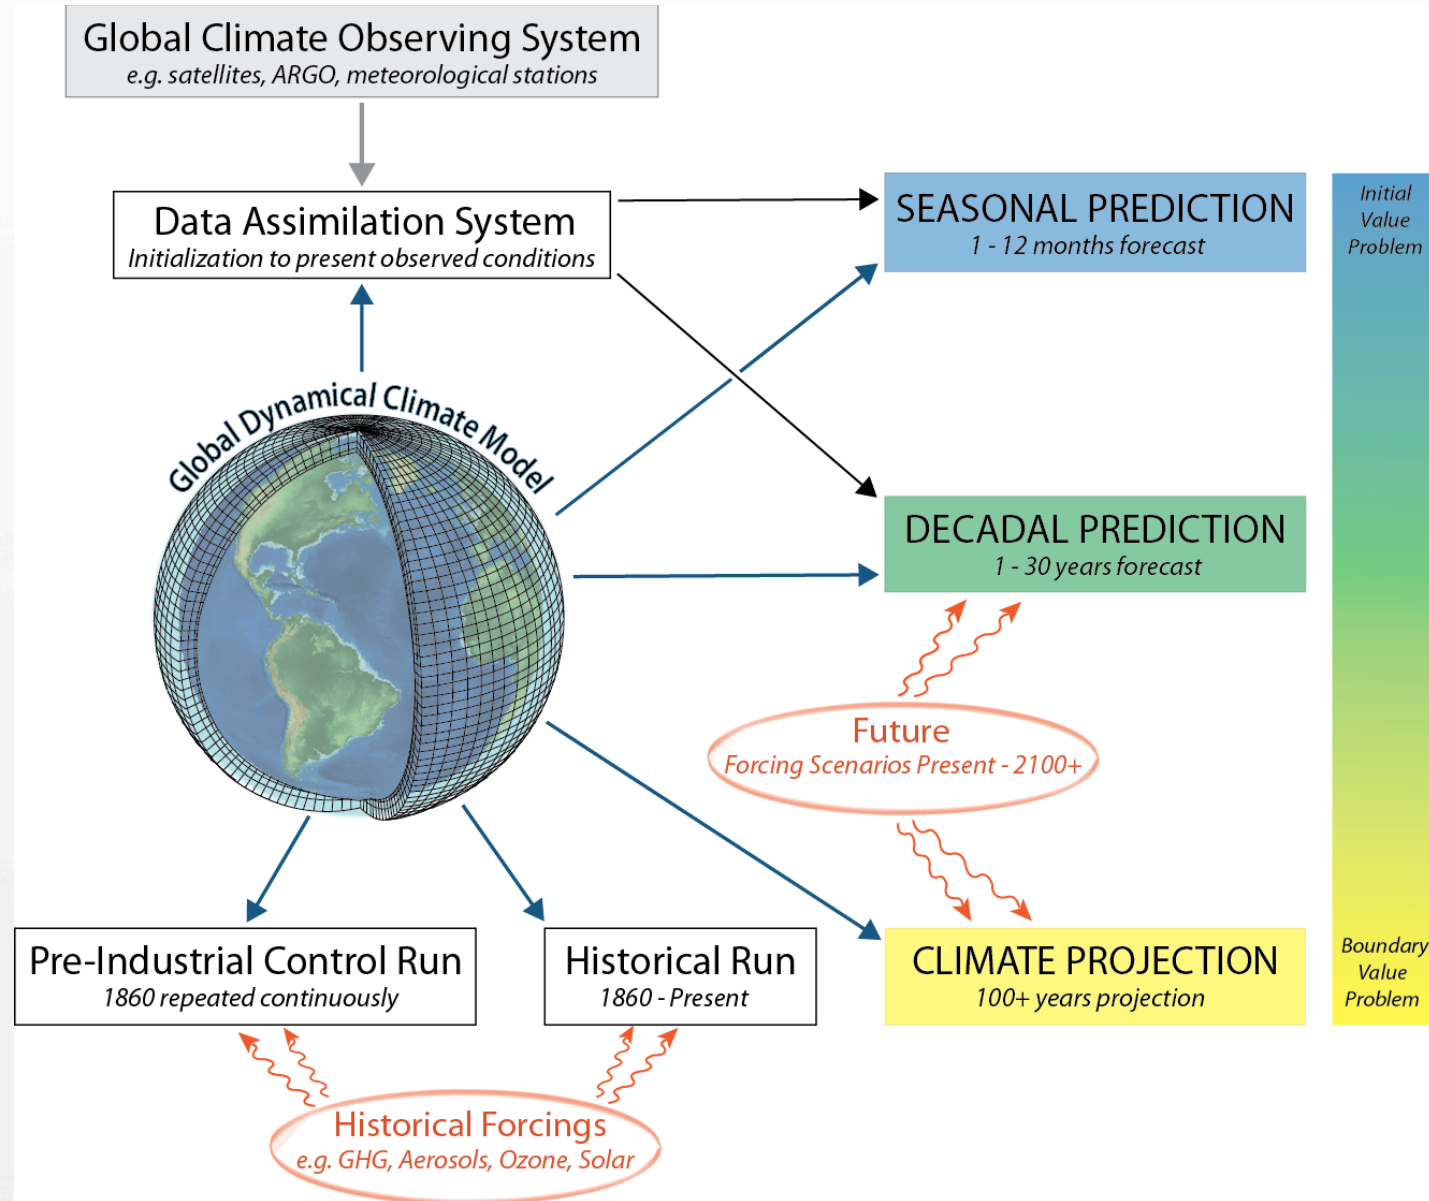 Global Climate Observing System
e.g. satellites, ARGO, meteorological stations
Data Assimilation System
Initialization to present observed conditions
SEASONAL PREDICTION
1 - 12 months forecast
Initial
Value
Problem
Global Dynamical Climate Model
DECADAL PREDICTION
1 - 30 years forecast
Future
Forcing Scenarios Present - 2100+
Pre-Industrial Control Run
1860 repeated continuously
Historical Run
1860 - Present
CLIMATE PROJECTION
100+ years projection
Boundary
Value
Problem
Historical Forcings
e.g. GHG, Aerosols, Ozone, Solar